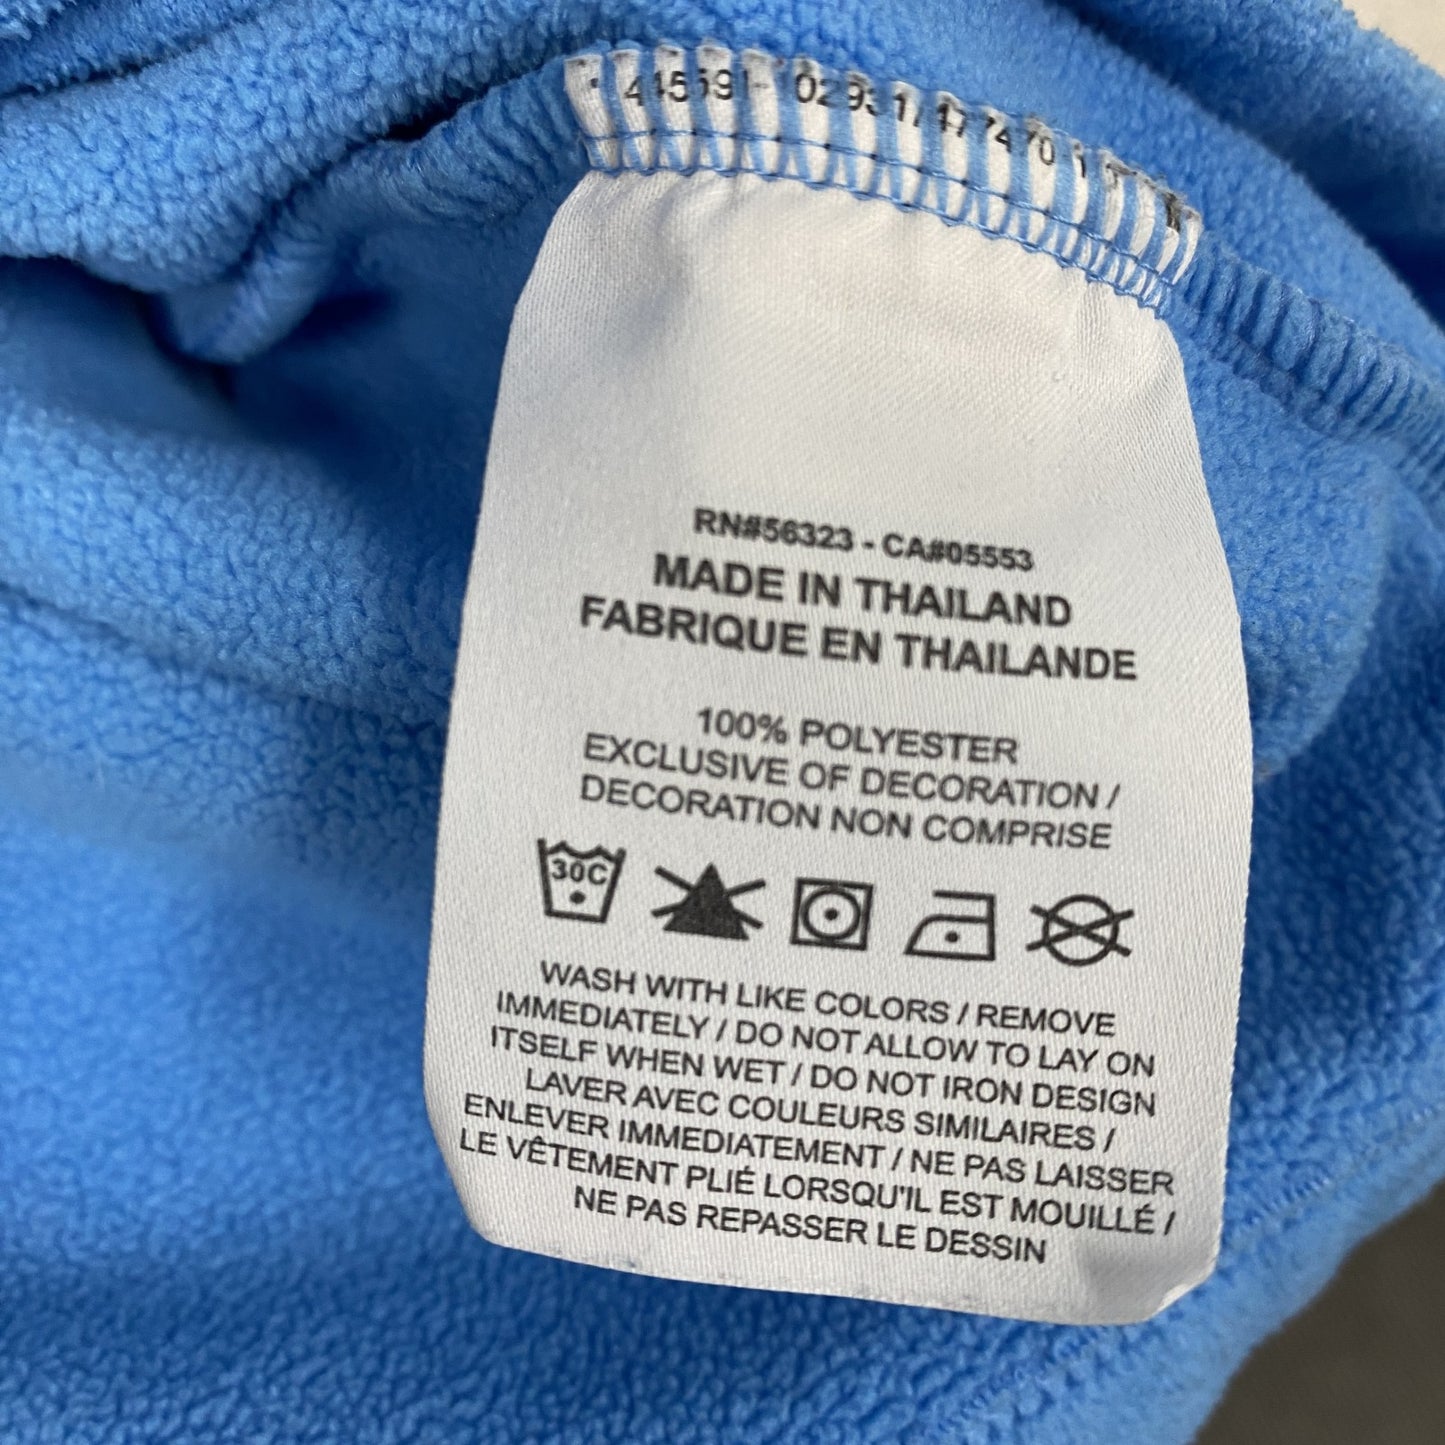 RN#56323 - CA#05553
MADE IN THAILAND
FABRIQUE EN THAILANDE
100% POLYESTER
EXCLUSIVE OF DECORATION /
DECORATION NON COMPRISE
30C
WASH WITH LIKE COLORS / REMOVE
IMMEDIATELY / DO NOT ALLOW TO LAY ON
ITSELF WHEN WET / DO NOT IRON DESIGN
LAVER AVEC COULEURS SIMILAIRES /
ENLEVER IMMEDIATEMENT / NE PAS LAISSER
LE VÊTEMENT PLIÉ LORSQU'IL EST MOUILLÉ /
NE PAS REPASSER LE DESSIN